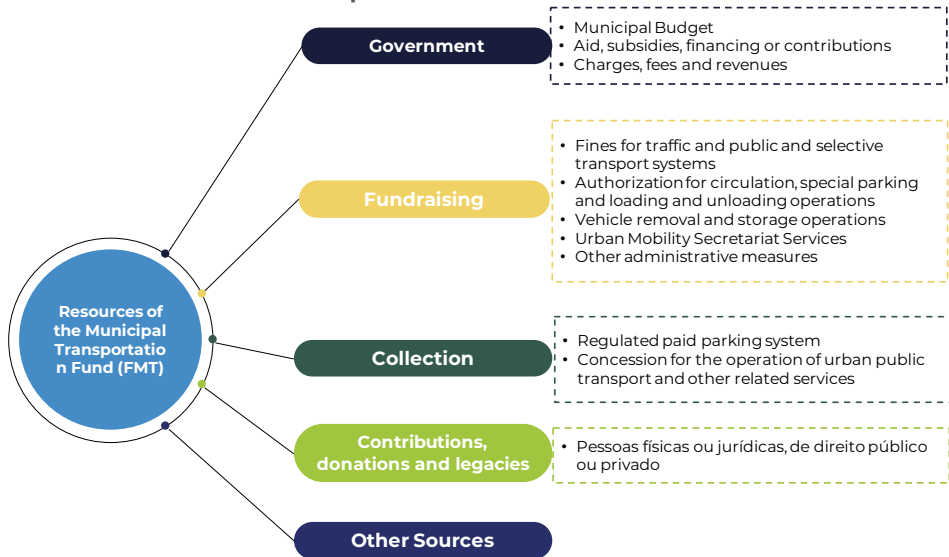 Resources of
the Municipal
Transportatio
n Fund (FMT)
Government
• Municipal Budget
• Aid, subsidies, financing or contributions
• Charges, fees and revenues
Fundraising
• Fines for traffic and public and selective
transport systems
• Authorization for circulation, special parking
and loading and unloading operations
• Vehicle removal and storage operations
• Urban Mobility Secretariat Services
• Other administrative measures
Collection
• Regulated paid parking system
• Concession for the operation of urban public
transport and other related services
Contributions,
donations and legacies
• Pessoas físicas ou jurídicas, de direito público
ou privado
Other Sources